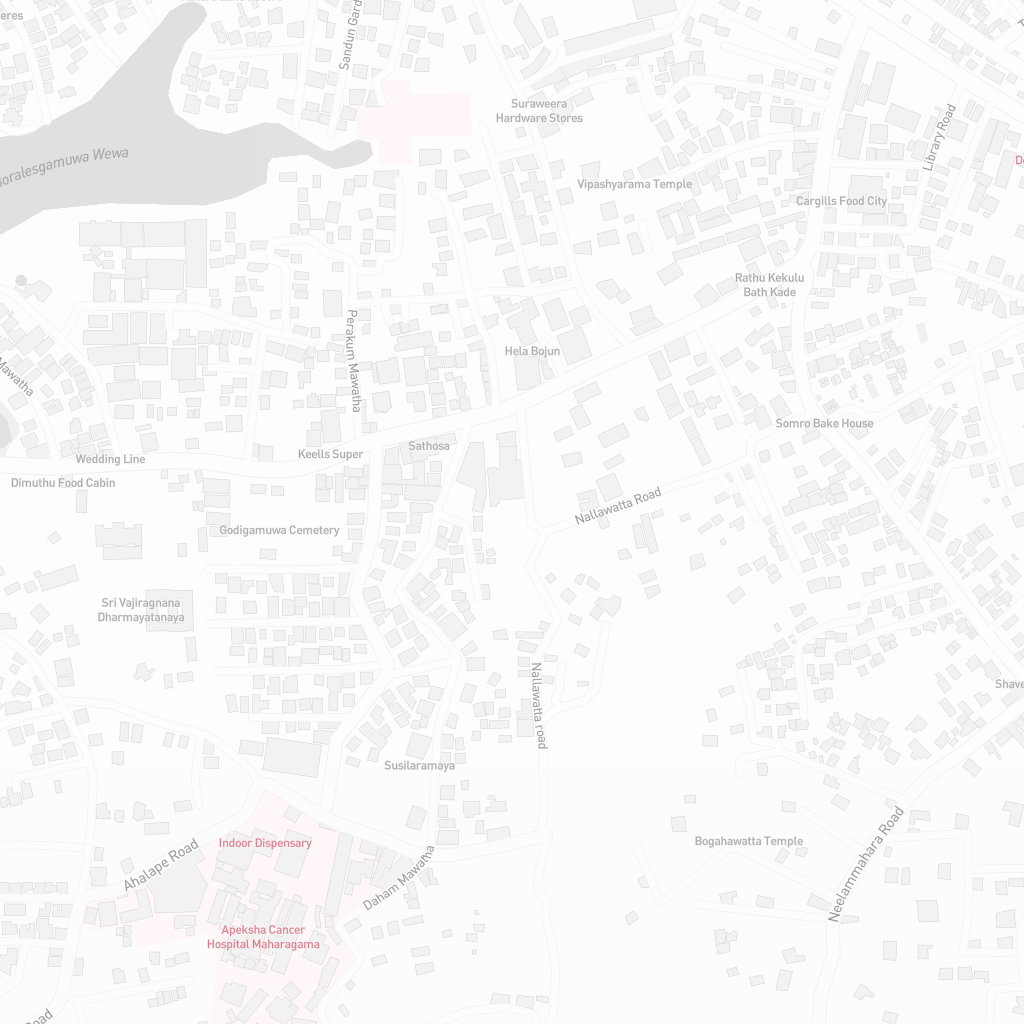 Sandun Gard
Suraweera
Hardware Stores
Library Road
Boralesgamuwa Wewa
Vipashyarama Temple
Cargills Food City
Rathu Kekulu
Bath Kade
Perakum Mawatha
Hela Bojun
Mawatha
Somro Bake House
Sathosa
Keells Super
Wedding Line
Dimuthu Food Cabin
Nallawatta Road
Godigamuwa Cemetery
Sri Vajiragnana
Dharmayatanaya
Nallawatta road
Shave
Susilaramaya
Indoor Dispensary
Bogahawatta Temple
Neelammahara Road
Ahalape Road
Daham Mawatha
Apeksha Cancer
Hospital Maharagama
Road